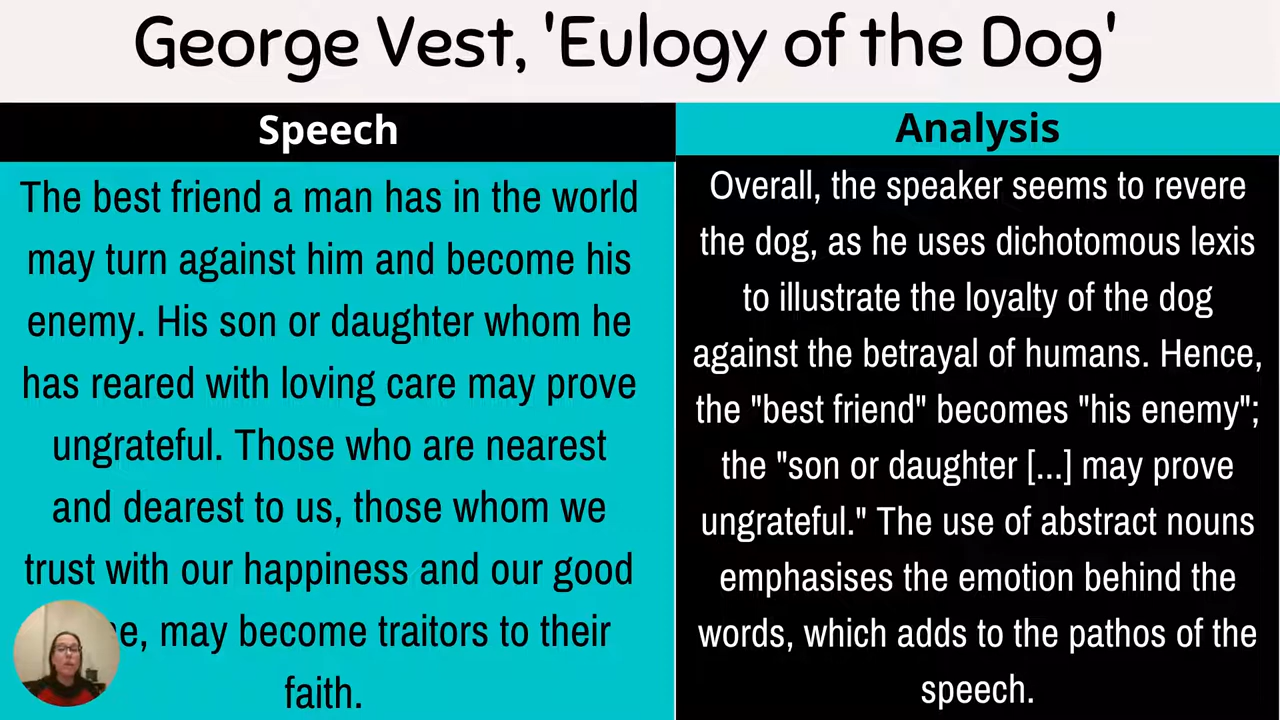 George Vest, 'Eulogy of the Dog'
Speech
The best friend a man has in the world
may turn against him and become his
enemy. His son or daughter whom he
has reared with loving care may prove
ungrateful. Those who are nearest
and dearest to us, those whom we
trust with our happiness and our good
may become traitors to their
faith.
Analysis
Overall, the speaker seems to revere
the dog, as he uses dichotomous lexis
to illustrate the loyalty of the dog
against the betrayal of humans. Hence,
the "best friend" becomes "his enemy";
the "son or daughter [...] may prove
ungrateful." The use of abstract nouns
emphasises the emotion behind the
words, which adds to the pathos of the
speech.